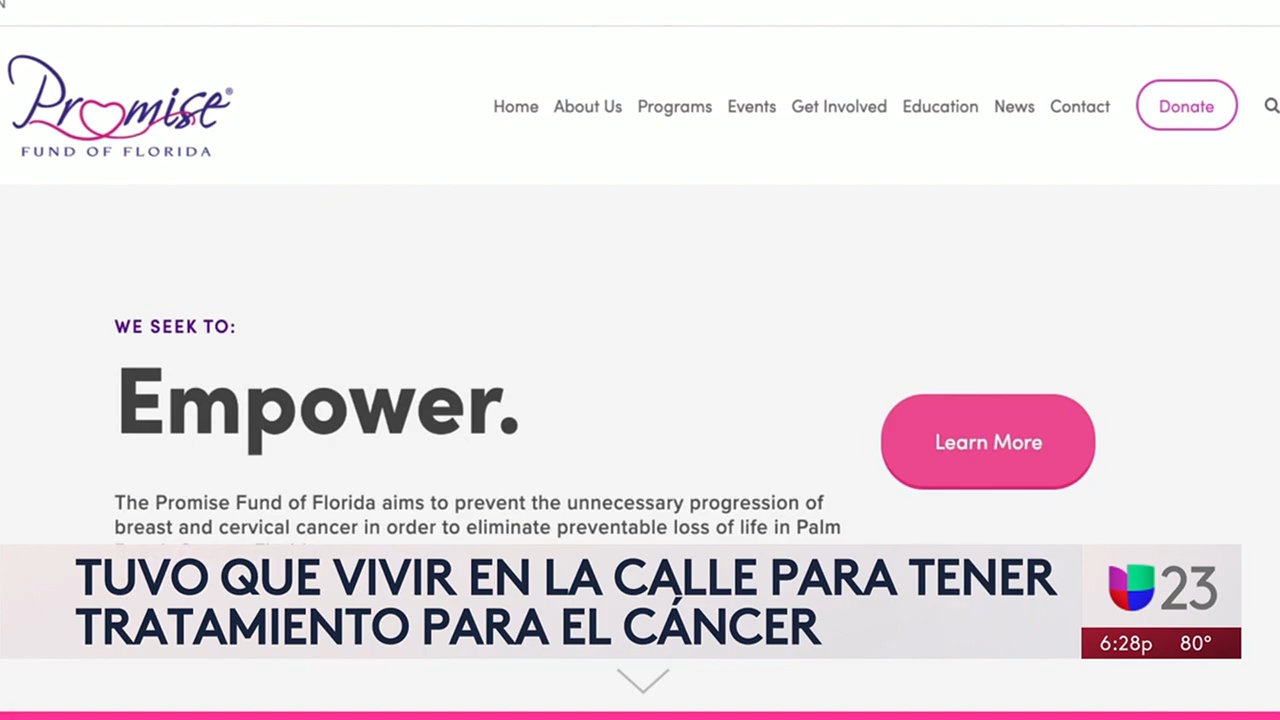 Promise®
FUND OF FLORIDA
Home About Us Programs Events Get Involved Education News Contact Donate
WE SEEK TO:
Empower.
Learn More
The Promise Fund of Florida aims to prevent the unnecessary progression of
breast and cervical cancer in order to eliminate preventable loss of life in Palm
TUVO QUE VIVIR EN LA CALLE PARA TENER
TRATAMIENTO PARA EL CÁNCER
23
6:28p 80°